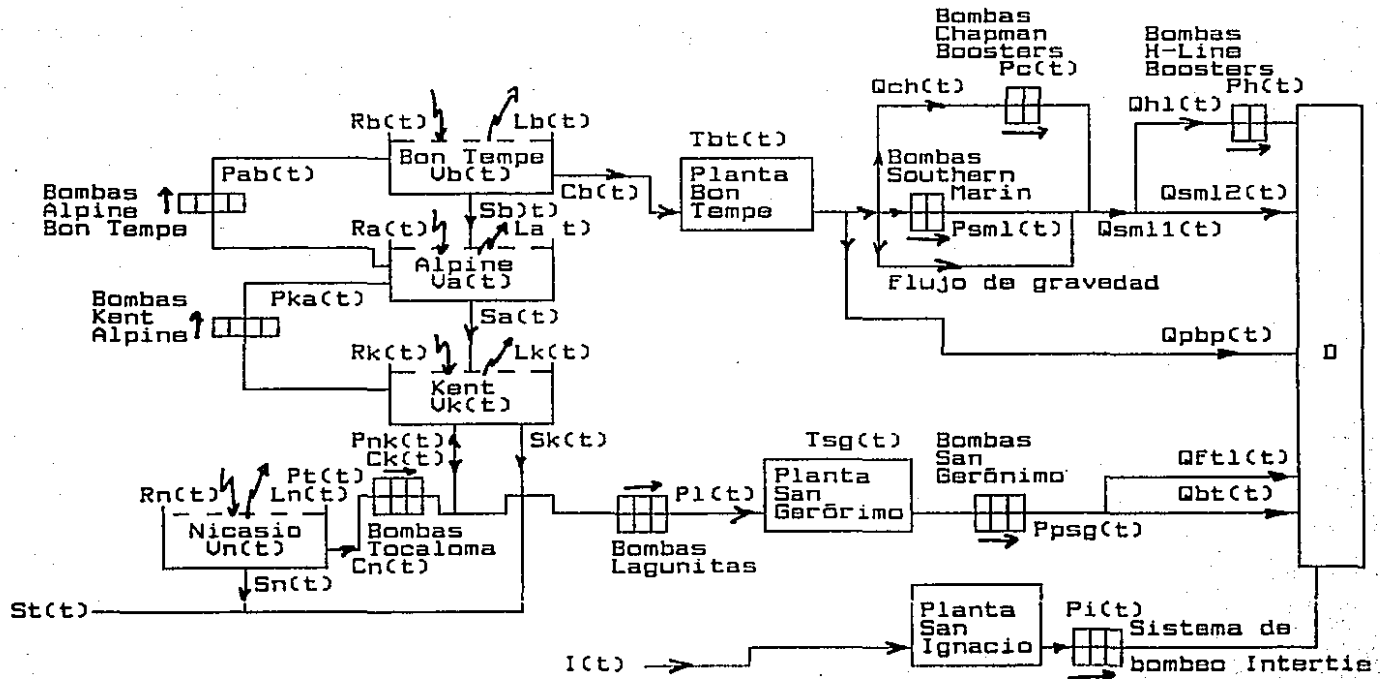 Bombas
Chapman
Boosters
Pc(t)
Bombas
H-Line
Boosters
Ph(t)
Qch(t)
Qhl(t)
Rb(t)
Lb(t)
Tbt(t)
Bon Tempe
Vb(t)
Pab(t)
Cb(t)
Planta
Bon
Tempe
Bombas
Southern
Marin
Psml(t)
Qsml1(t)
Qsml2(t)
Bombas
Alpine
Bon Tempe
Sb)t)
Ra(t)
La t)
Alpine
Va(t)
Flujo de gravedad
Bombas
Kent
Alpine
Pka(t)
Sa(t)
Qpbp(t)
D
Rk(t)
Lk(t)
Kent
Vk(t)
Pnk(t)
Ck(t)
Sk(t)
Pt(t)
Rn(t)
Ln(t)
Nicasio
Vn(t)
Bombas
Tocaloma
Cn(t)
Sn(t)
St(t)
Pl(t)
Bombas
Lagunitas
Tsg(t)
Planta
San
Gerōrimo
Bombas
San
Gerōnimo
Qftl(t)
Qbt(t)
Ppsg(t)
Planta
San
Ignacio
Pi(t)
Sistema de
bombeo Intertie
I(t)